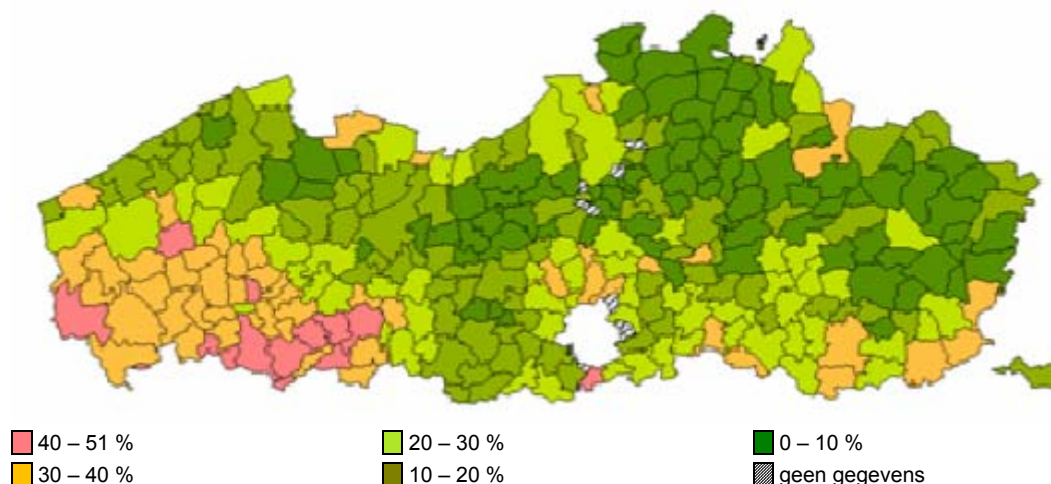 40 – 51 %
20 – 30 %
0 – 10 %
30 – 40 %
10 – 20 %
geen gegevens